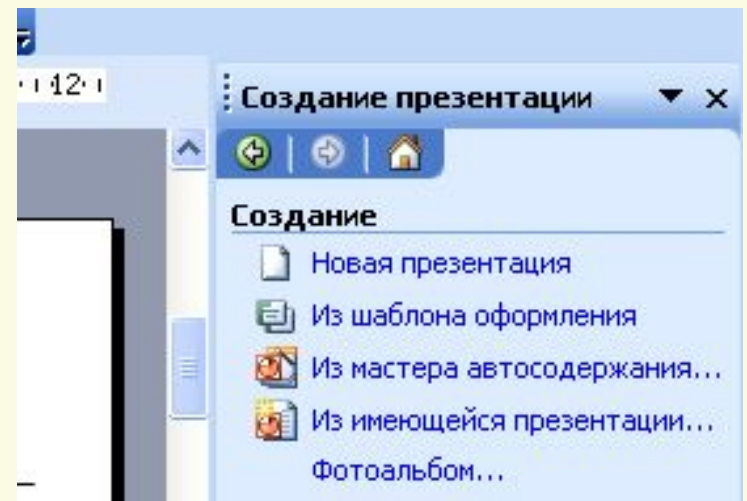 12
Создание презентации
Создание
Новая презентация
Из шаблона оформления
Из мастера автосодержания...
Из имеющейся презентации...
Фотоальбом...